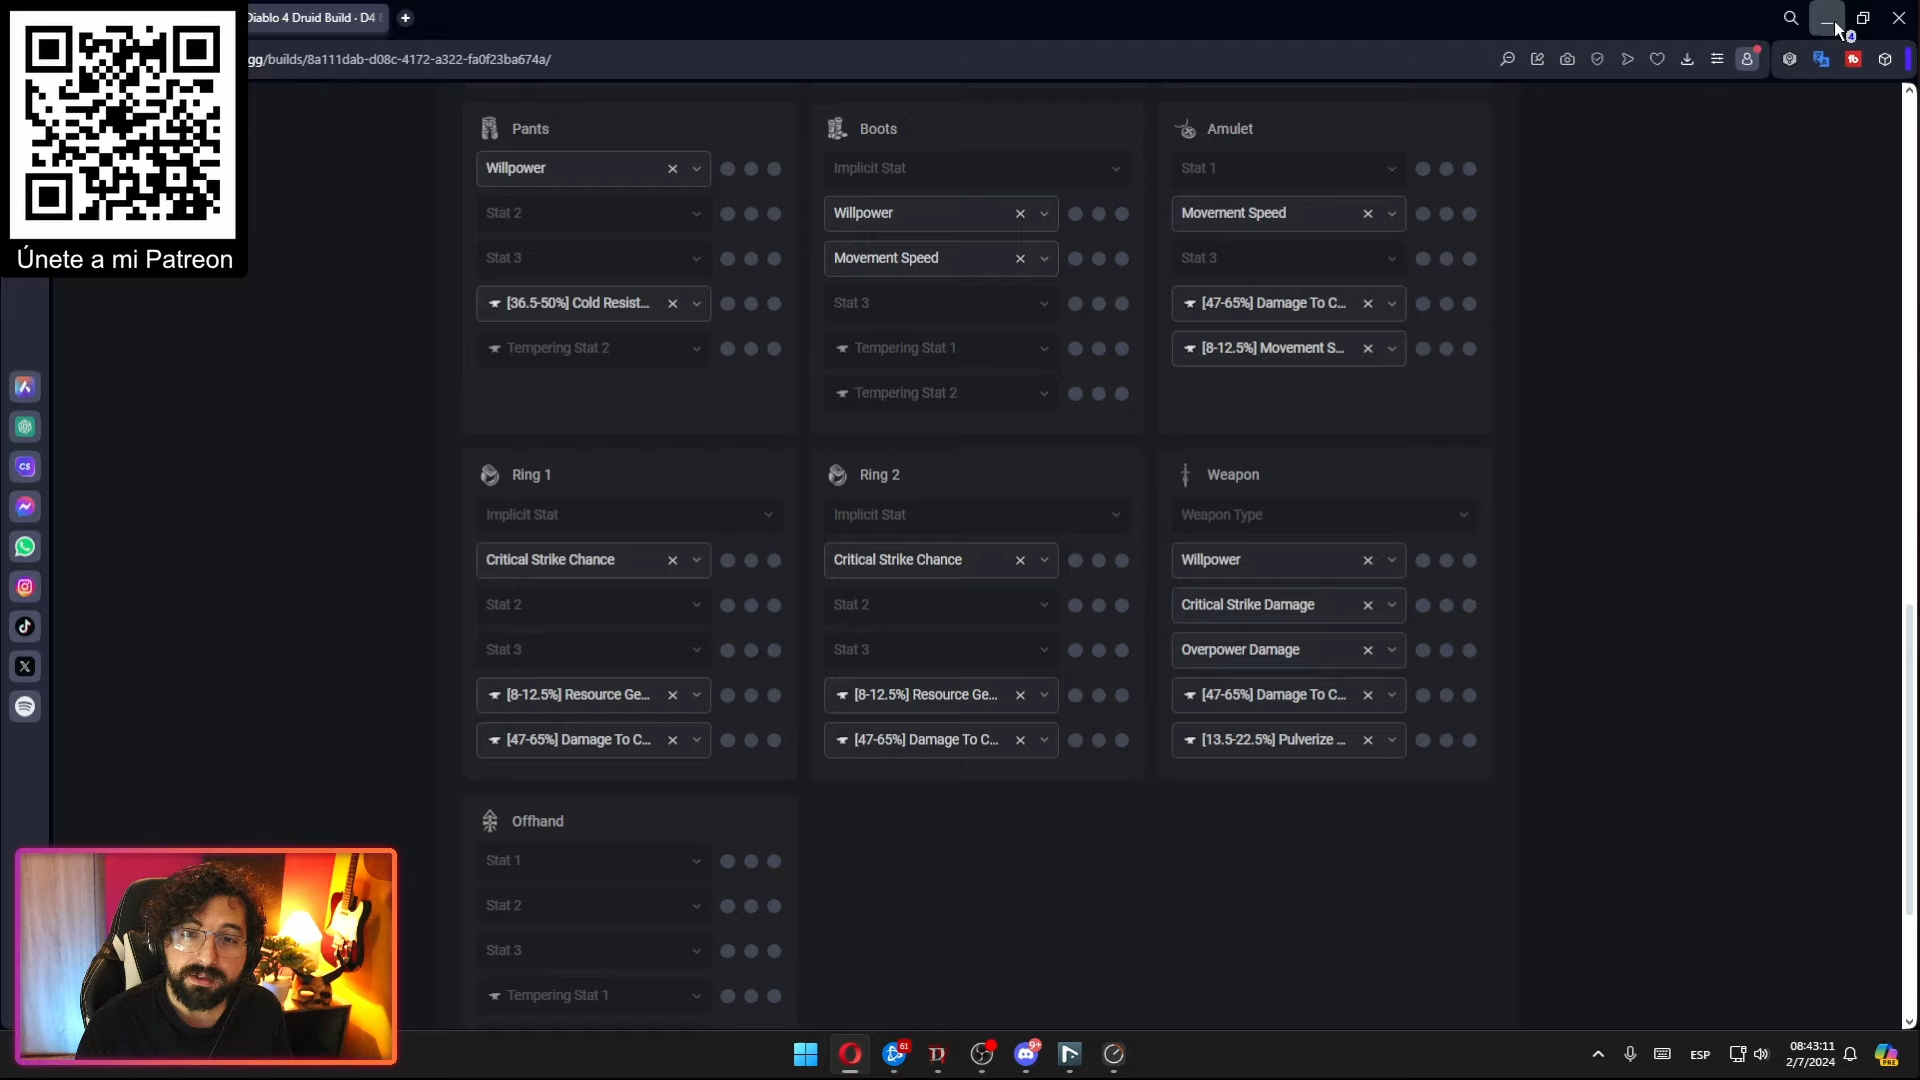 Diablo 4 Druid Build · D4
gg/builds/8a111dab-d08c-4172-a322-fa0f23ba674a/
4
Únete a mi Patreon
Pants
Willpower
Stat 2
Stat 3
[36.5-50%] Cold Resist...
Tempering Stat 2
Boots
Implicit Stat
Willpower
Movement Speed
Stat 3
Tempering Stat 1
Tempering Stat 2
Amulet
Stat 1
Movement Speed
Stat 3
[47-65%] Damage To C...
[8-12.5%] Movement S...
Ring 1
Implicit Stat
Critical Strike Chance
Stat 2
Stat 3
[8-12.5%] Resource Ge...
[47-65%] Damage To C...
Ring 2
Implicit Stat
Critical Strike Chance
Stat 2
Stat 3
[8-12.5%] Resource Ge...
[47-65%] Damage To C...
Weapon
Weapon Type
Willpower
Critical Strike Damage
Overpower Damage
[47-65%] Damage To C...
[13.5-22.5%] Pulverize ...
Offhand
Stat 1
Stat 2
Stat 3
Tempering Stat 1
CS
61
9+
ESP
08:43:11
2/7/2024
PRE